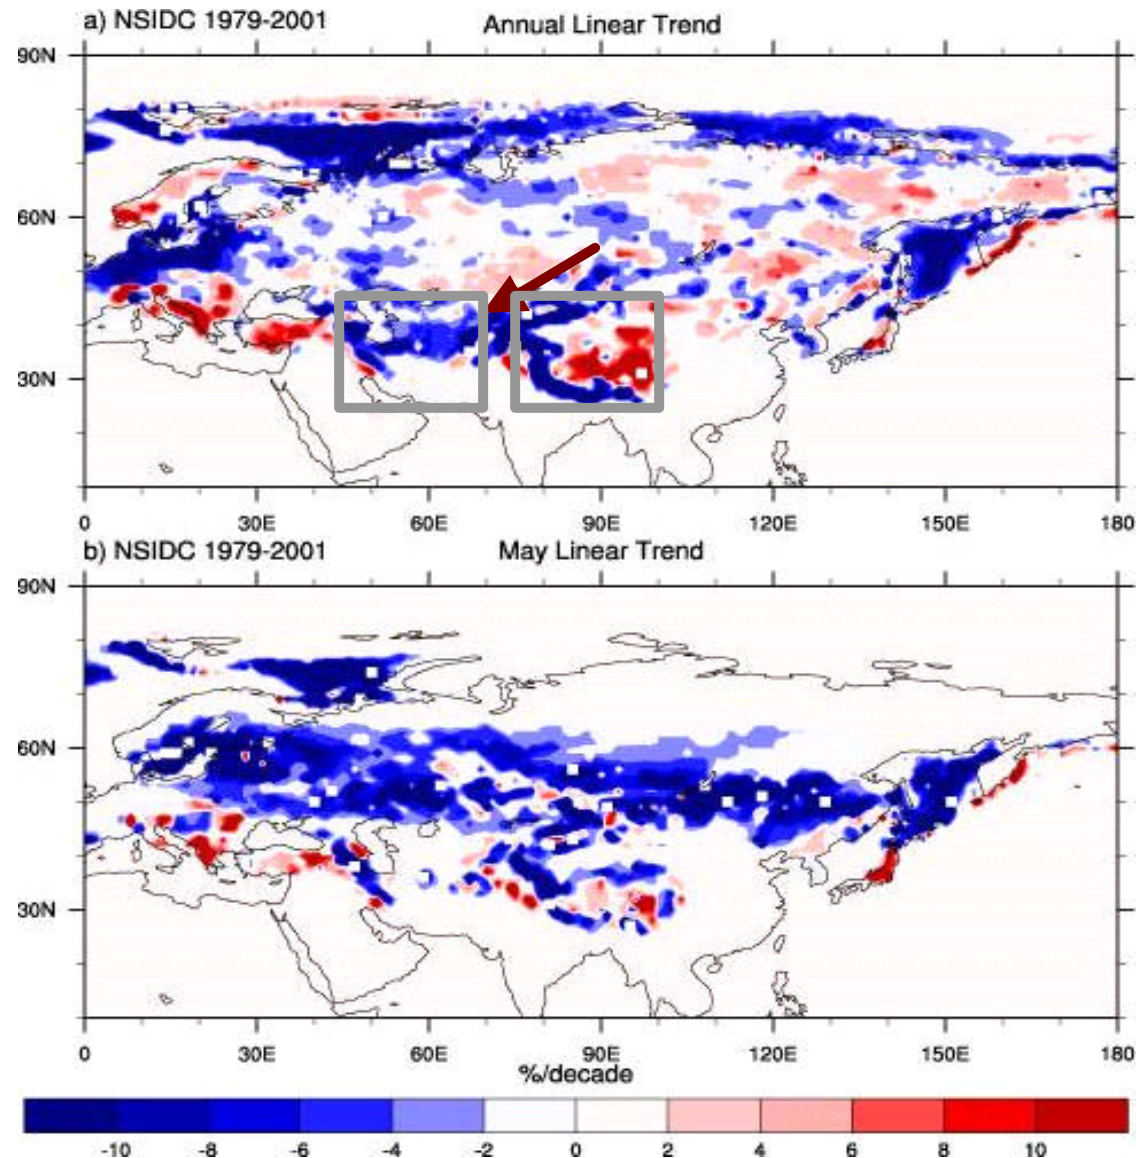 a) NSIDC 1979-2001 Annual Linear Trend
90N
60N
30N
0 30E 60E 90E 120E 150E 180
b) NSIDC 1979-2001 May Linear Trend
90N
60N
30N
0 30E 60E 90E 120E 150E 180
%/decade
-10 -8 -6 -4 -2 0 2 4 6 8 10